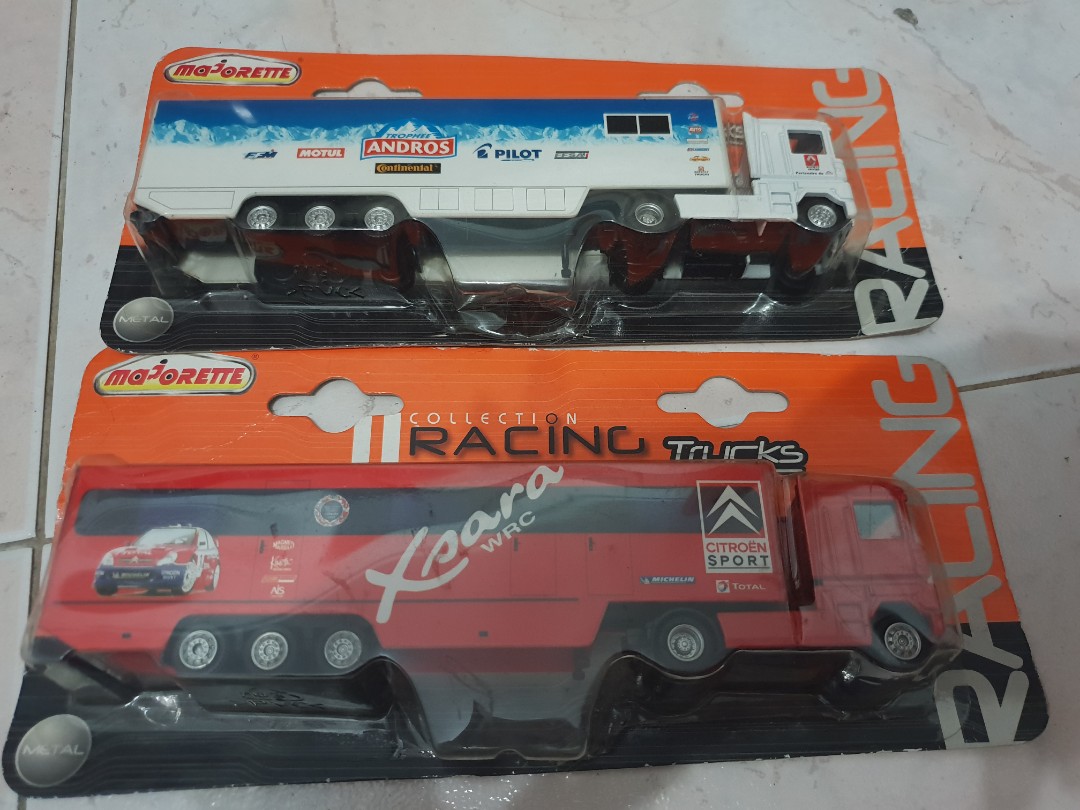 MAJORETTE
TROPHEE
ANDROS
FFM MOTUL PILOT
Continental
RACING
METAL
MAJORETTE
COLLECTION
RACING Trucks
RACING
Xsara
WRC
CITROËN
SPORT
MICHELIN TOTAL
METAL